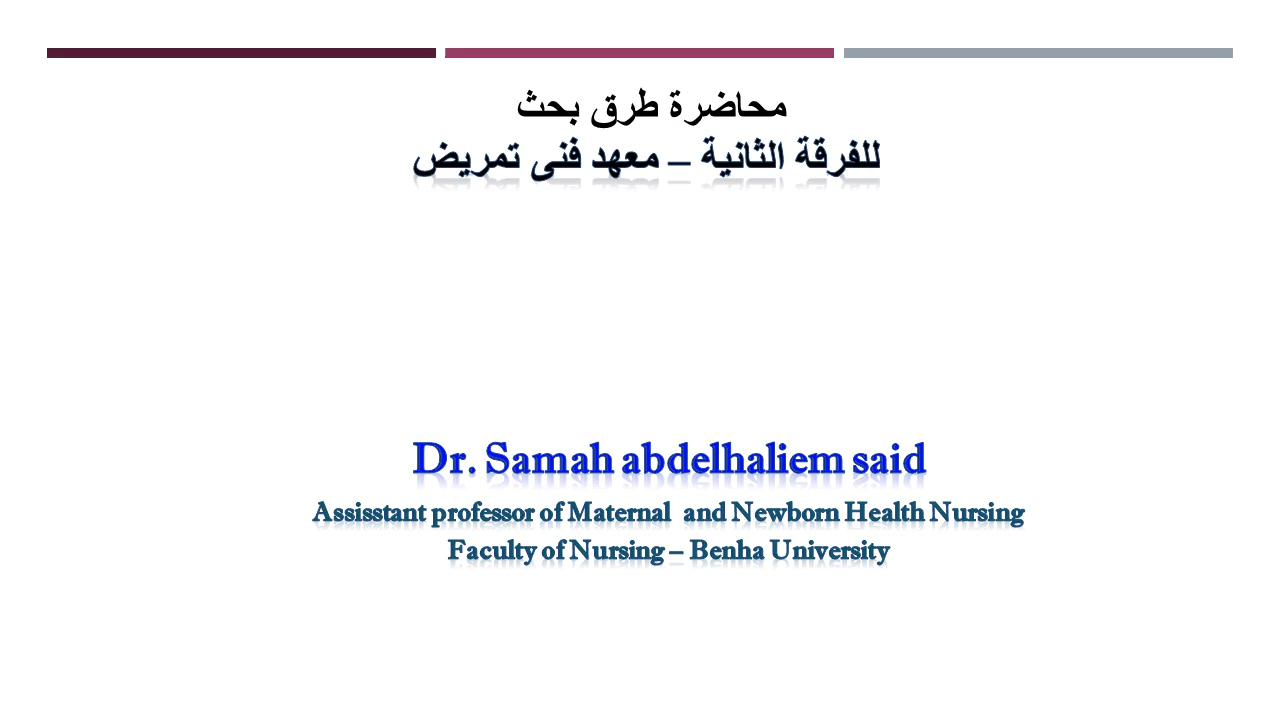 محاضرة طرق بحث
للفرقة الثانية – معهد فنى تمريض
Dr. Samah abdelhaliem said
Assisstant professor of Maternal and Newborn Health Nursing
Faculty of Nursing – Benha University